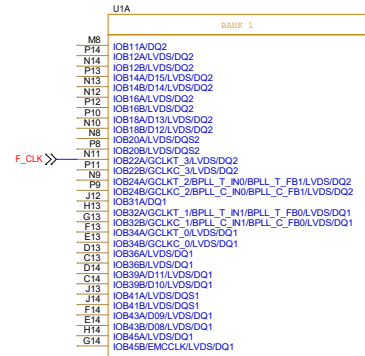 U1A
BANK 1
M8 IOB11A/DQ2
P14 IOB12A/LVDS/DQ2
N14 IOB12B/LVDS/DQ2
P13 IOB14A/D15/LVDS/DQ2
N13 IOB14B/D14/LVDS/DQ2
N12 IOB16A/LVDS/DQ2
P12 IOB16B/LVDS/DQ2
P10 IOB18A/D13/LVDS/DQ2
N10 IOB18B/D12/LVDS/DQ2
N8 IOB20A/LVDS/DQS2
P8 IOB20B/LVDS/DQS2
F_CLK N11 IOB22A/GCLKT_3/LVDS/DQ2
P11 IOB22B/GCLKC_3/LVDS/DQ2
N9 IOB24A/GCLKT_2/BPLL_T_IN0/BPLL_T_FB1/LVDS/DQ2
P9 IOB24B/GCLKC_2/BPLL_C_IN0/BPLL_C_FB1/LVDS/DQ2
J12 IOB31A/DQ1
H13 IOB32A/GCLKT_1/BPLL_T_IN1/BPLL_T_FB0/LVDS/DQ1
G13 IOB32B/GCLKC_1/BPLL_C_IN1/BPLL_C_FB0/LVDS/DQ1
F13 IOB34A/GCLKT_0/LVDS/DQ1
E13 IOB34B/GCLKC_0/LVDS/DQ1
D13 IOB36A/LVDS/DQ1
C13 IOB36B/LVDS/DQ1
D14 IOB39A/D11/LVDS/DQ1
C14 IOB39B/D10/LVDS/DQ1
J13 IOB41A/LVDS/DQS1
J14 IOB41B/LVDS/DQS1
F14 IOB43A/D09/LVDS/DQ1
E14 IOB43B/D08/LVDS/DQ1
H14 IOB45A/LVDS/DQ1
G14 IOB45B/EMCCLK/LVDS/DQ1